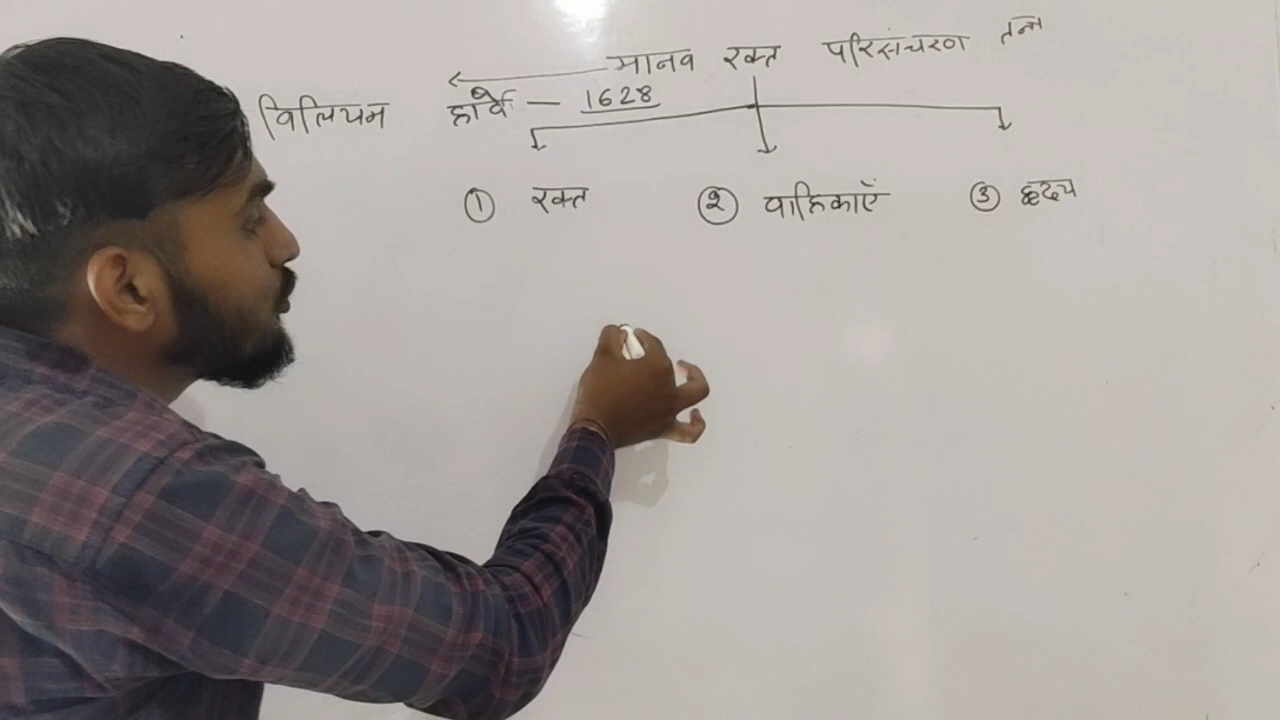 मानव रक्त परिसंचरण तन्त्र
विलियम हार्वे — 1628
① रक्त ② वाहिकाएँ ③ हृदय